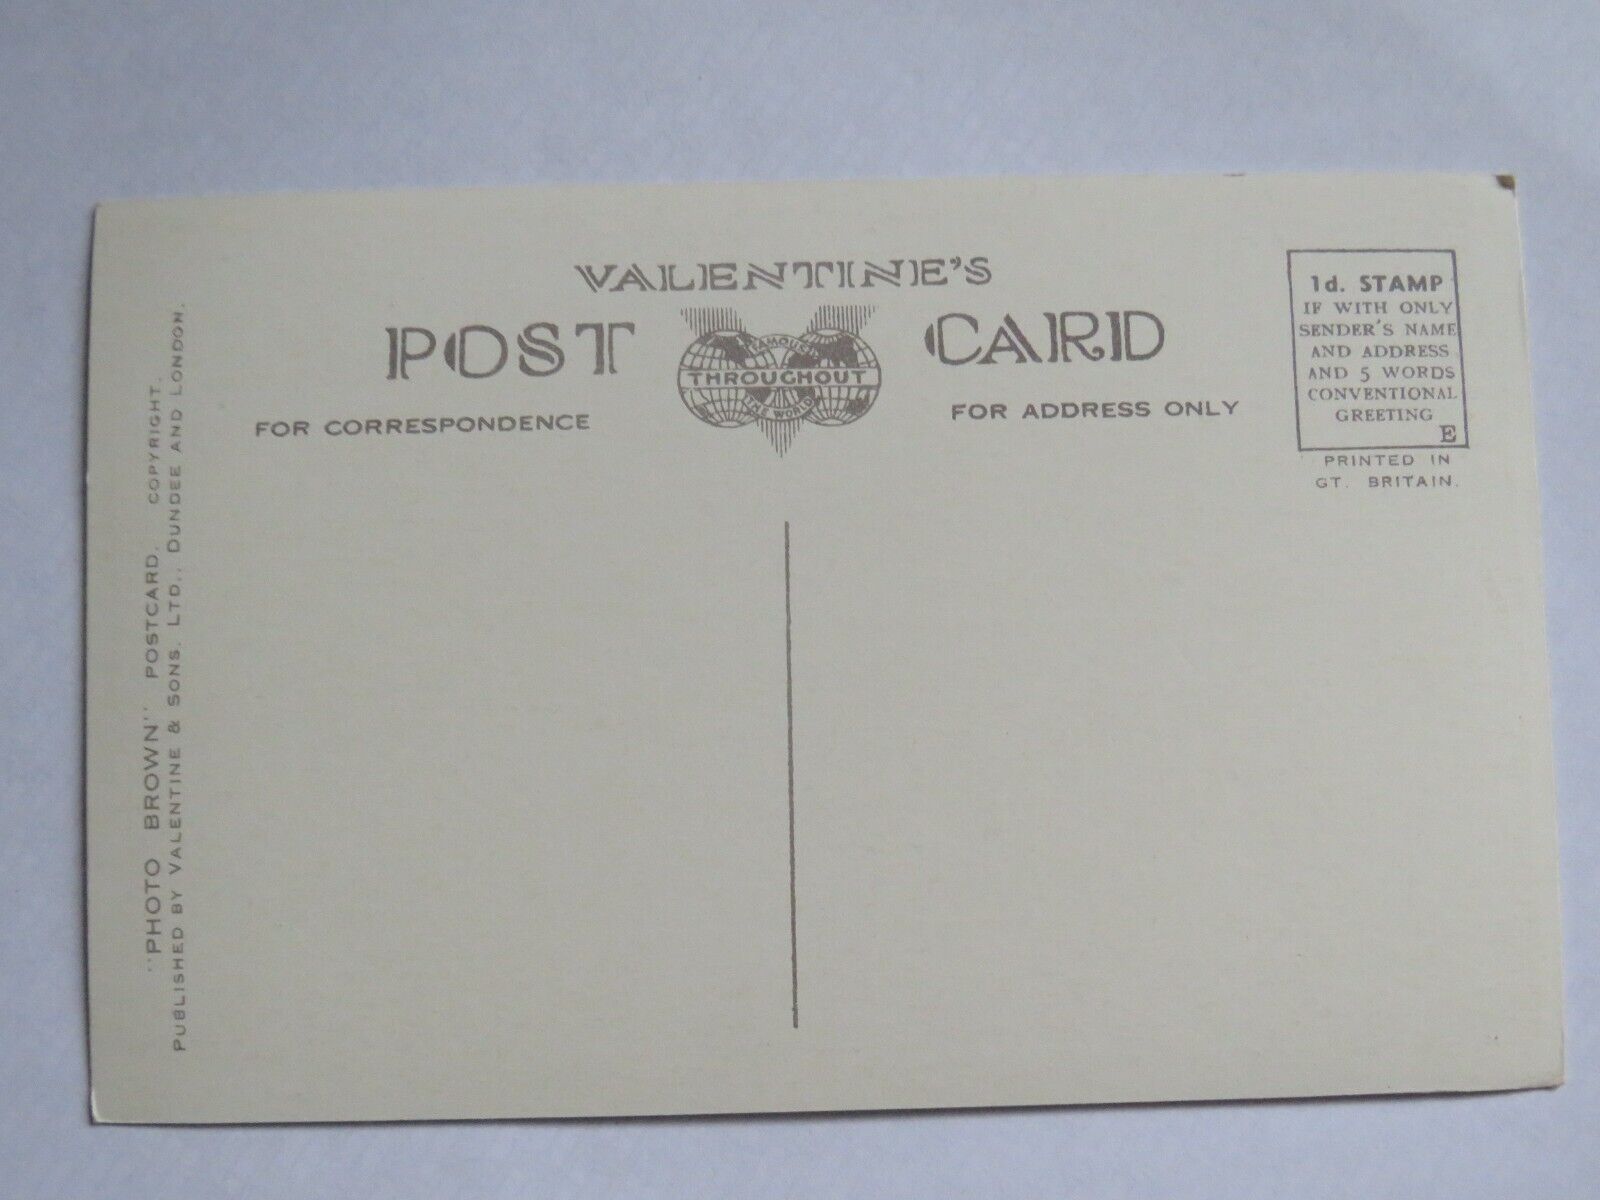 VALENTINE'S
POST CARD
FAMOUS
THROUGHOUT
THE WORLD
FOR CORRESPONDENCE
FOR ADDRESS ONLY
1d. STAMP
IF WITH ONLY
SENDER'S NAME
AND ADDRESS
AND 5 WORDS
CONVENTIONAL
GREETING
E
PRINTED IN
GT. BRITAIN.
"PHOTO BROWN" POSTCARD. COPYRIGHT.
PUBLISHED BY VALENTINE & SONS. LTD., DUNDEE AND LONDON.